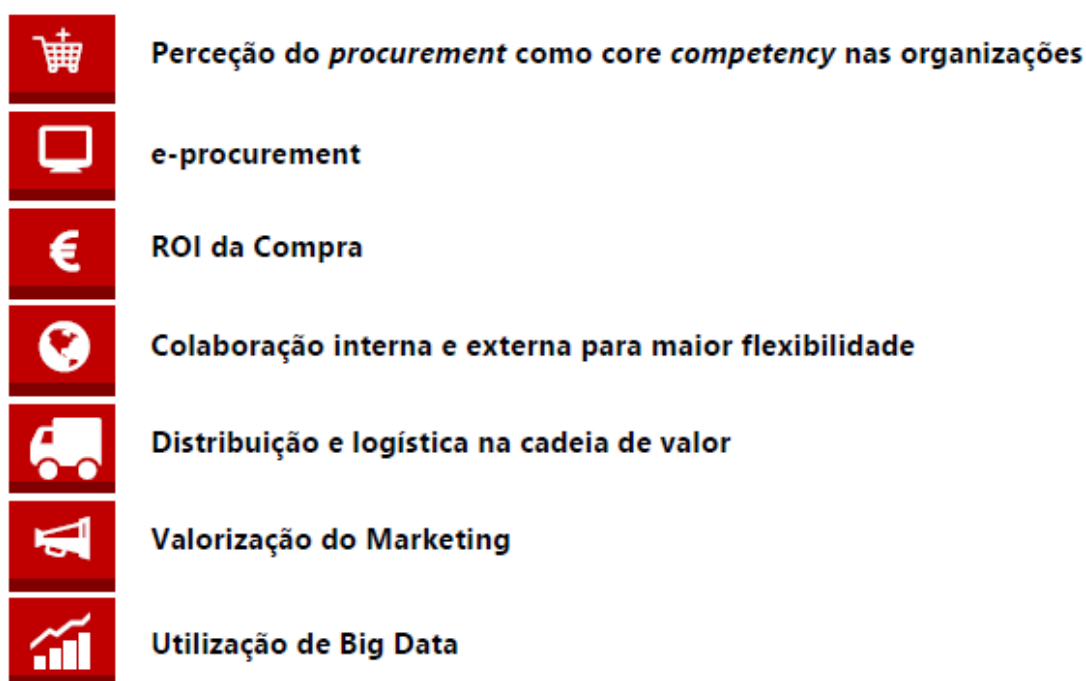 Perceção do procurement como core competency nas organizações
e-procurement
€
ROI da Compra
Colaboração interna e externa para maior flexibilidade
Distribuição e logística na cadeia de valor
Valorização do Marketing
Utilização de Big Data